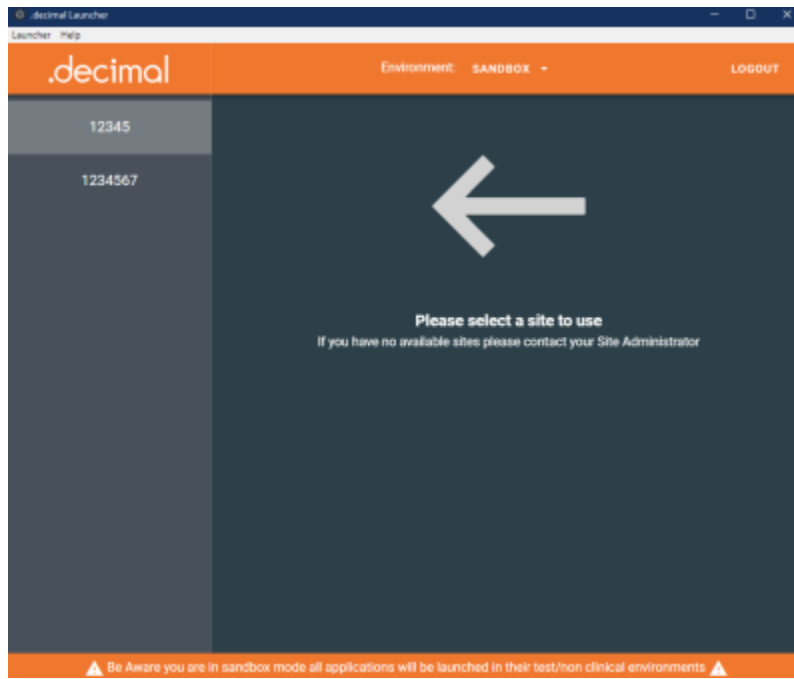 .decimal Launcher
Launcher Help
.decimal
Environment: SANDBOX
LOGOUT
12345
1234567
Please select a site to use
If you have no available sites please contact your Site Administrator
Be Aware you are in sandbox mode all applications will be launched in their test/non clinical environments